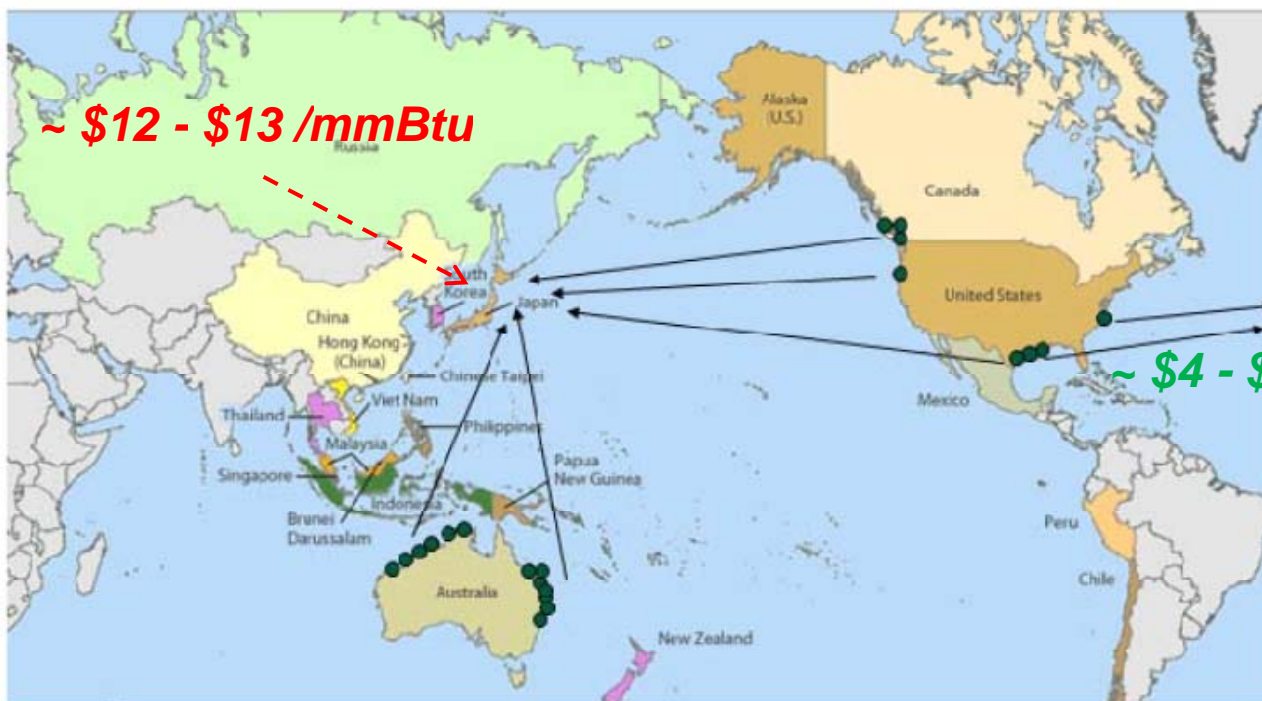 ~ $12 - $13 /mmBtu
Russia
Alaska
(U.S.)
Canada
South
Korea
Japan
United States
China
Hong Kong
(China)
Chinese Taipei
~ $4 - $
Mexico
Thailand
Viet Nam
Philippines
Malaysia
Singapore
Papua
New Guinea
Indonesia
Brunei
Darussalam
Peru
Australia
Chile
New Zealand